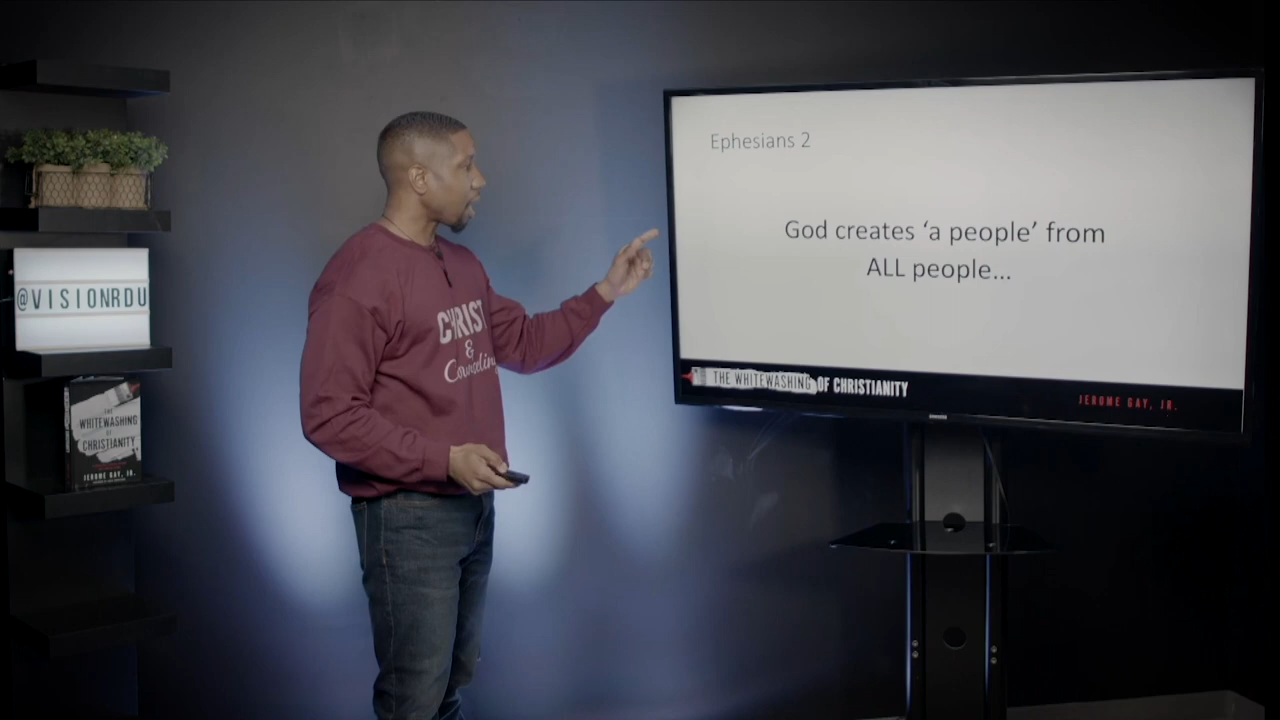 @VISIONRDU
THE
WHITEWASHING
OF
CHRISTIANITY
JEROME GAY, JR.
CHRIST
&
Counseling
Ephesians 2
God creates ‘a people’ from
ALL people...
THE WHITEWASHING OF CHRISTIANITY
JEROME GAY, JR.